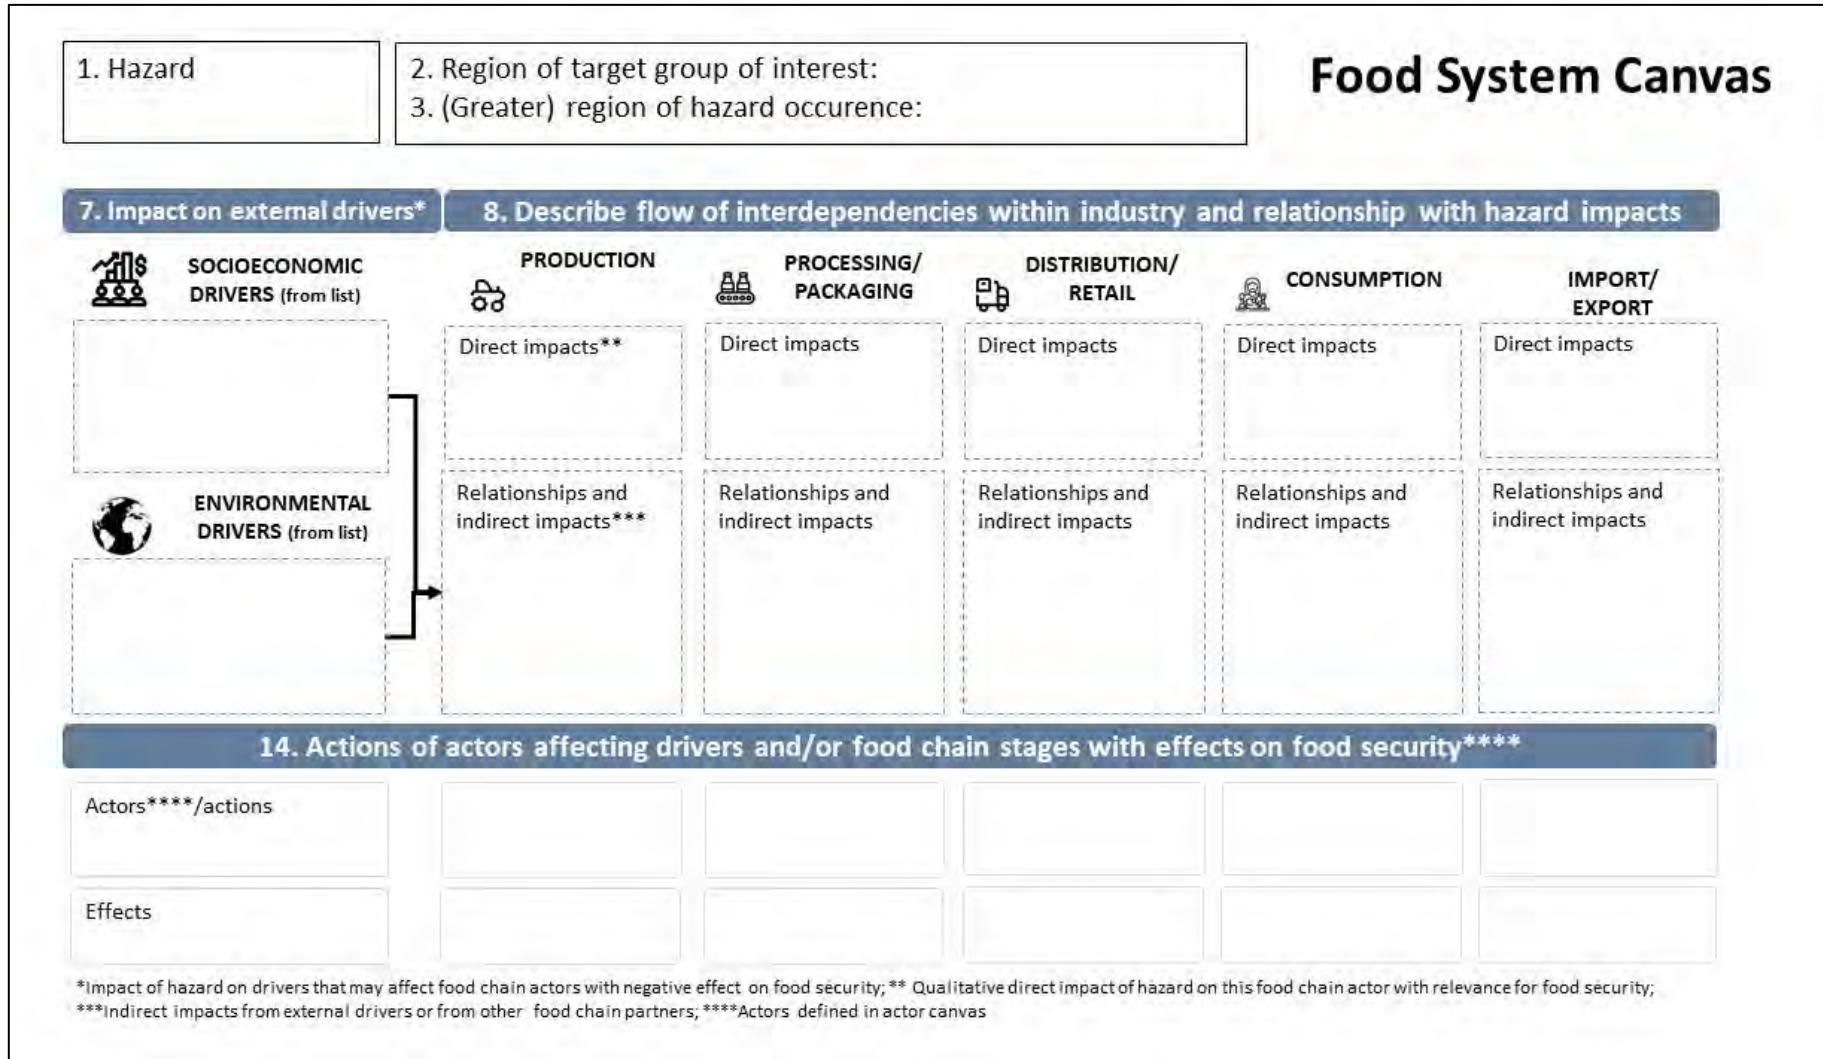 1. Hazard
2. Region of target group of interest:
3. (Greater) region of hazard occurence:
Food System Canvas
7. Impact on external drivers*
8. Describe flow of interdependencies within industry and relationship with hazard impacts
SOCIOECONOMIC
DRIVERS (from list)
PRODUCTION
PROCESSING/
PACKAGING
DISTRIBUTION/
RETAIL
CONSUMPTION
IMPORT/
EXPORT
Direct impacts**
Direct impacts
Direct impacts
Direct impacts
Direct impacts
ENVIRONMENTAL
DRIVERS (from list)
Relationships and
indirect impacts***
Relationships and
indirect impacts
Relationships and
indirect impacts
Relationships and
indirect impacts
Relationships and
indirect impacts
14. Actions of actors affecting drivers and/or food chain stages with effects on food security****
Actors****/actions
Effects
*Impact of hazard on drivers that may affect food chain actors with negative effect on food security; ** Qualitative direct impact of hazard on this food chain actor with relevance for food security;
***Indirect impacts from external drivers or from other food chain partners; ****Actors defined in actor canvas